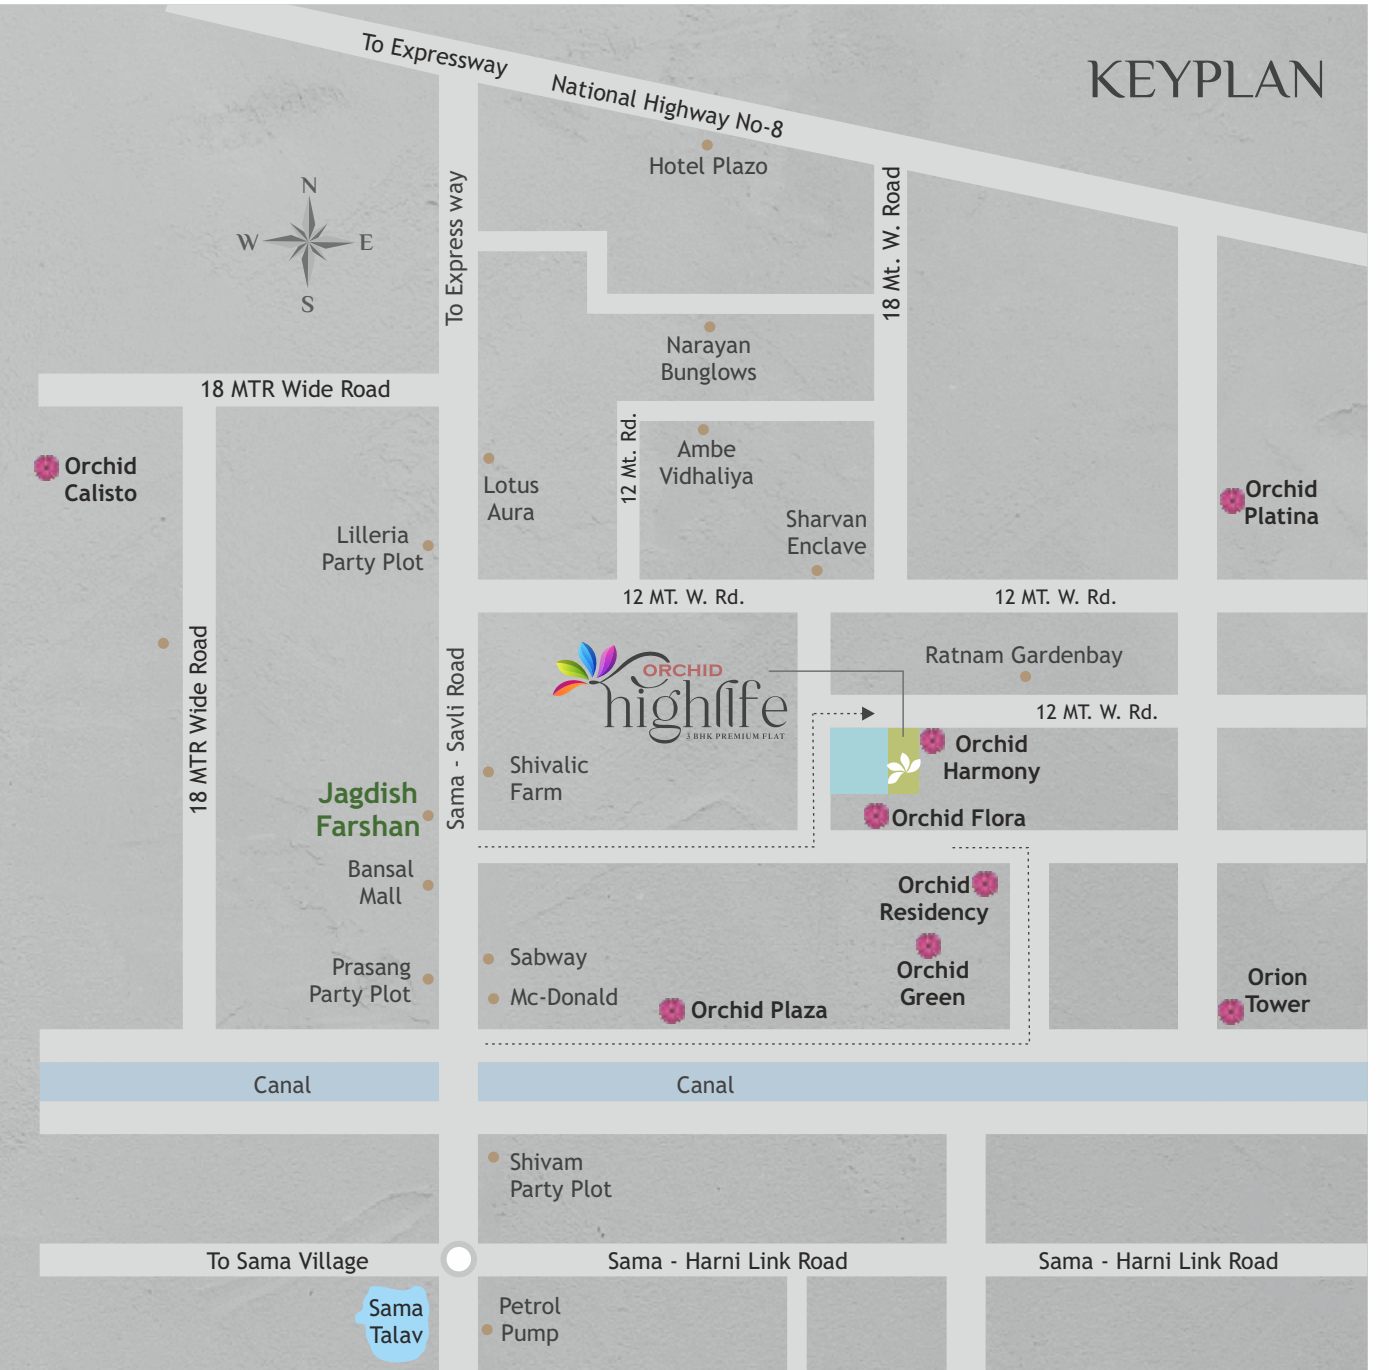 To Expressway
National Highway No-8
KEYPLAN
Hotel Plazo
N
W
E
S
To Express way
18 Mt. W. Road
Narayan
Bunglows
18 MTR Wide Road
12 Mt. Rd.
Ambe
Vidhaliya
Orchid
Calisto
Lotus
Aura
Orchid
Platina
Sharvan
Enclave
Lilleria
Party Plot
12 MT. W. Rd.
12 MT. W. Rd.
18 MTR Wide Road
Sama - Savli Road
ORCHID
highlife
3 BHK PREMIUM FLAT
Ratnam Gardenbay
12 MT. W. Rd.
Orchid
Harmony
Shivalic
Farm
Jagdish
Farshan
Orchid Flora
Bansal
Mall
Orchid
Residency
Sabway
Prasang
Party Plot
Mc-Donald
Orchid Plaza
Orchid
Green
Orion
Tower
Canal
Canal
Shivam
Party Plot
To Sama Village
Sama - Harni Link Road
Sama - Harni Link Road
Sama
Talav
Petrol
Pump